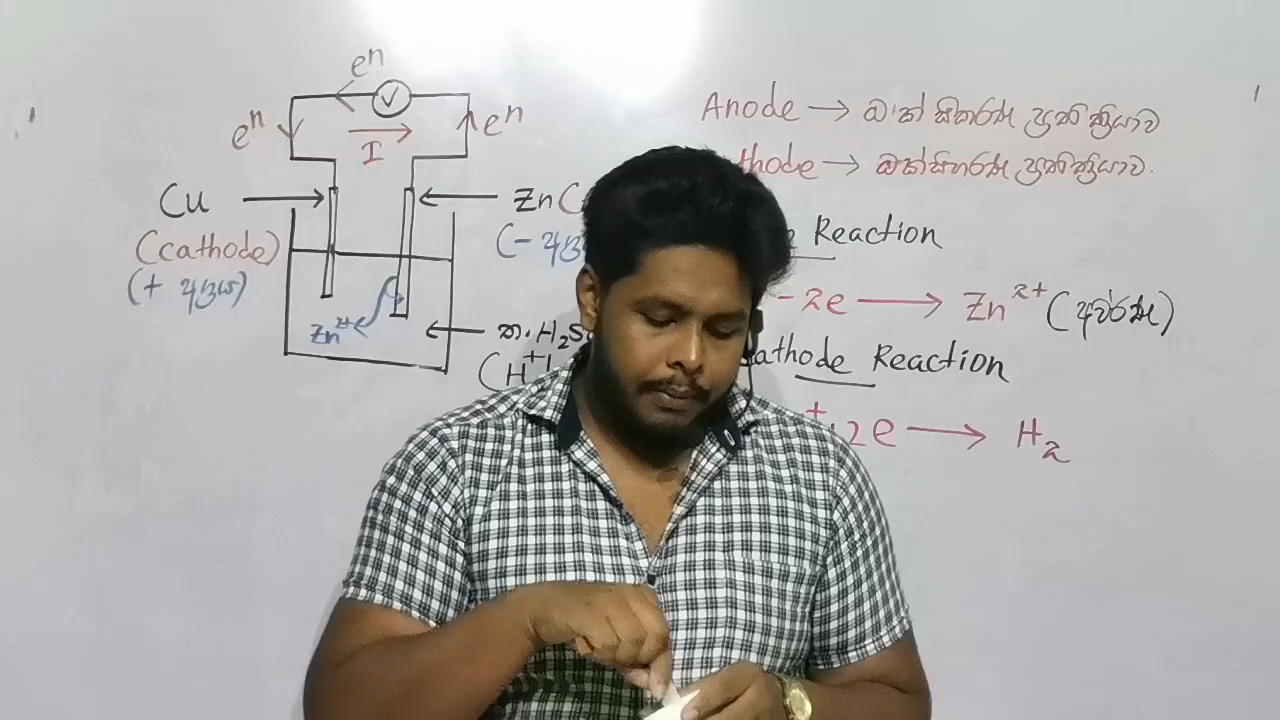 eⁿ
eⁿ
eⁿ
I
Cu
(cathode)
(+ අග්‍රය)
Zn
(-
Zn²⁺
ත. H₂S
(H⁺
Anode → ඔක්සිකරණ ප්‍රතික්‍රියාව
thode → ඔක්සිහරණ ප්‍රතික්‍රියාව.
Reaction
-2e → Zn²⁺ (
athode Reaction
+ 2e → H₂